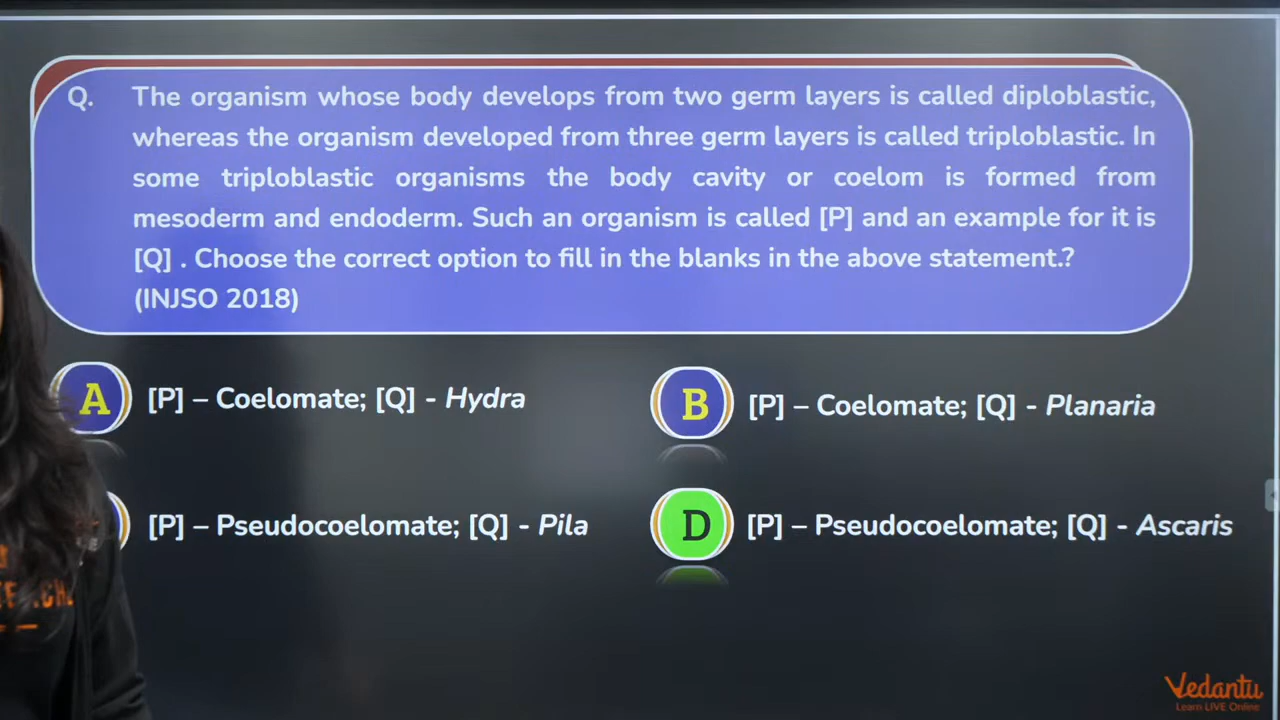 Q. The organism whose body develops from two germ layers is called diploblastic,
whereas the organism developed from three germ layers is called triploblastic. In
some triploblastic organisms the body cavity or coelom is formed from
mesoderm and endoderm. Such an organism is called [P] and an example for it is
[Q] . Choose the correct option to fill in the blanks in the above statement.?
(INJSO 2018)
A [P] – Coelomate; [Q] - Hydra
B [P] – Coelomate; [Q] - Planaria
[P] – Pseudocoelomate; [Q] - Pila
D [P] – Pseudocoelomate; [Q] - Ascaris
Vedantu
Learn LIVE Online